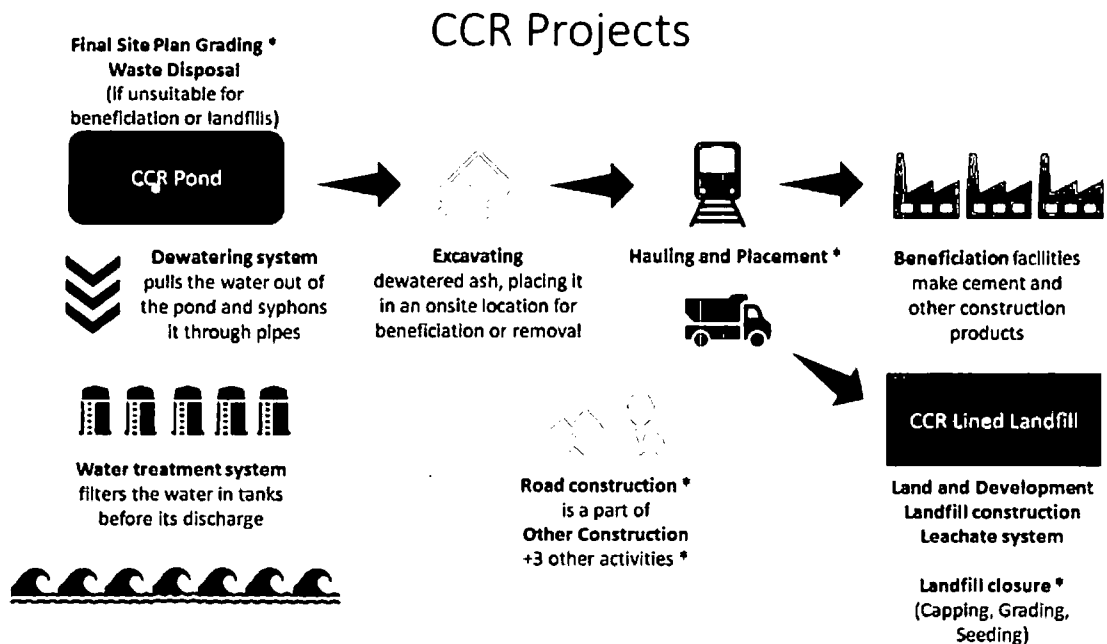 CCR Projects
Final Site Plan Grading *
Waste Disposal
(if unsuitable for
beneficiation or landfills)
CCR Pond
Dewatering system
pulls the water out of
the pond and syphons
it through pipes
Water treatment system
filters the water in tanks
before its discharge
Excavating
dewatered ash, placing it
in an onsite location for
beneficiation or removal
Hauling and Placement *
Road construction *
is a part of
Other Construction
+3 other activities *
Beneficiation facilities
make cement and
other construction
products
CCR Lined Landfill
Land and Development
Landfill construction
Leachate system
Landfill closure *
(Capping, Grading,
Seeding)